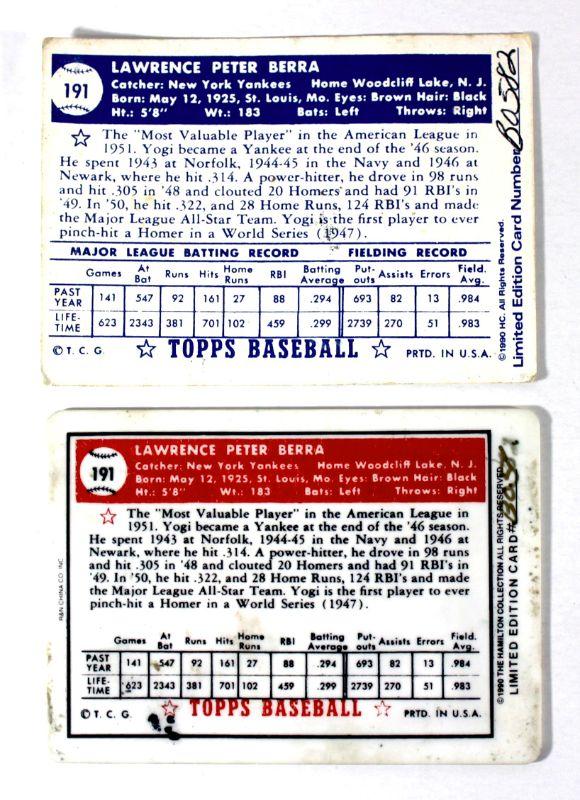 191
LAWRENCE PETER BERRA
Catcher: New York Yankees Home Woodcliff Lake, N. J.
Born: May 12, 1925, St. Louis, Mo. Eyes: Brown Hair: Black
Ht.: 5'8" Wt.: 183 Bats: Left Throws: Right
The "Most Valuable Player" in the American League in
1951. Yogi became a Yankee at the end of the '46 season.
He spent 1943 at Norfolk, 1944-45 in the Navy and 1946 at
Newark, where he hit .314. A power-hitter, he drove in 98 runs
and hit .305 in '48 and clouted 20 Homers and had 91 RBI's in
'49. In '50, he hit .322, and 28 Home Runs, 124 RBI's and made
the Major League All-Star Team. Yogi is the first player to ever
pinch-hit a Homer in a World Series (1947).
MAJOR LEAGUE BATTING RECORD FIELDING RECORD
Games At Bat Runs Hits Home Runs RBI Batting Average Put-outs Assists Errors Field. Avg.
PAST YEAR 141 547 92 161 27 88 .294 693 82 13 .984
LIFE-TIME 623 2343 381 701 102 459 .299 2739 270 51 .983
© T. C. G. TOPPS BASEBALL PRTD. IN U.S.A.
©1990 HC. All Rights Reserved.
Limited Edition Card Number
191
LAWRENCE PETER BERRA
Catcher: New York Yankees Home Woodcliff Lake, N. J.
Born: May 12, 1925, St. Louis, Mo. Eyes: Brown Hair: Black
Ht.: 5'8" Wt.: 183 Bats: Left Throws: Right
The "Most Valuable Player" in the American League in
1951. Yogi became a Yankee at the end of the '46 season.
He spent 1943 at Norfolk, 1944-45 in the Navy and 1946 at
Newark, where he hit .314. A power-hitter, he drove in 98 runs
and hit .305 in '48 and clouted 20 Homers and had 91 RBI's in
'49. In '50, he hit .322, and 28 Home Runs, 124 RBI's and made
the Major League All-Star Team. Yogi is the first player to ever
pinch-hit a Homer in a World Series (1947).
Games At Bat Runs Hits Home Runs RBI Batting Average Put-outs Assists Errors Field. Avg.
PAST YEAR 141 547 92 161 27 88 .294 693 82 13 .984
LIFE-TIME 623 2343 381 701 102 459 .299 2739 270 51 .983
© T. C. G. TOPPS BASEBALL PRTD. IN U.S.A.
R&N CHINA CO. INC.
©1990 THE HAMILTON COLLECTION ALL RIGHTS RESERVED
LIMITED EDITION CARD#